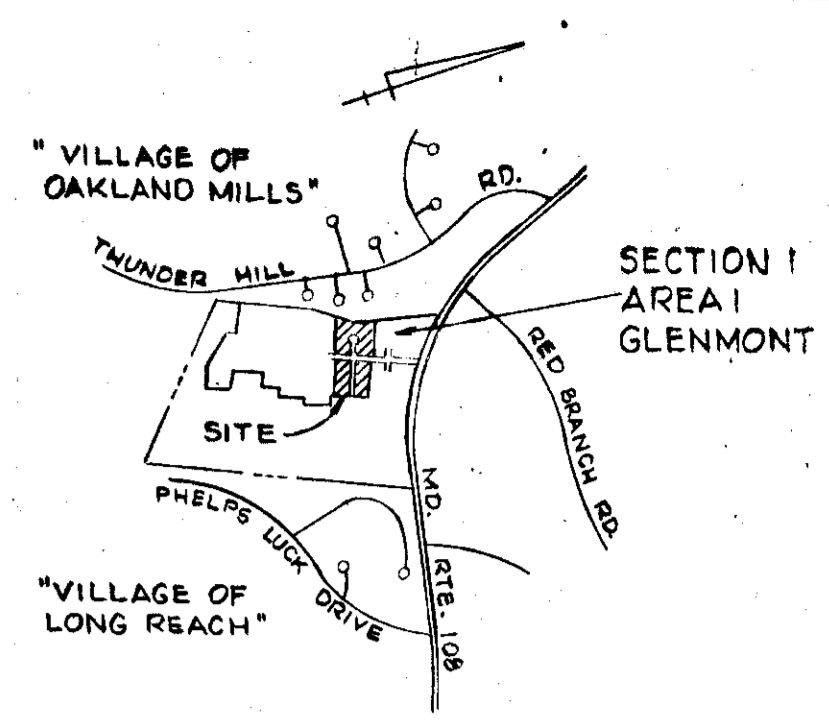 " VILLAGE OF
OAKLAND MILLS"
RD.
THUNDER HILL
SECTION 1
AREA 1
GLENMONT
RED BRANCH RD.
SITE
MD. RTE. 108
PHELPS LUCK DRIVE
"VILLAGE OF
LONG REACH"